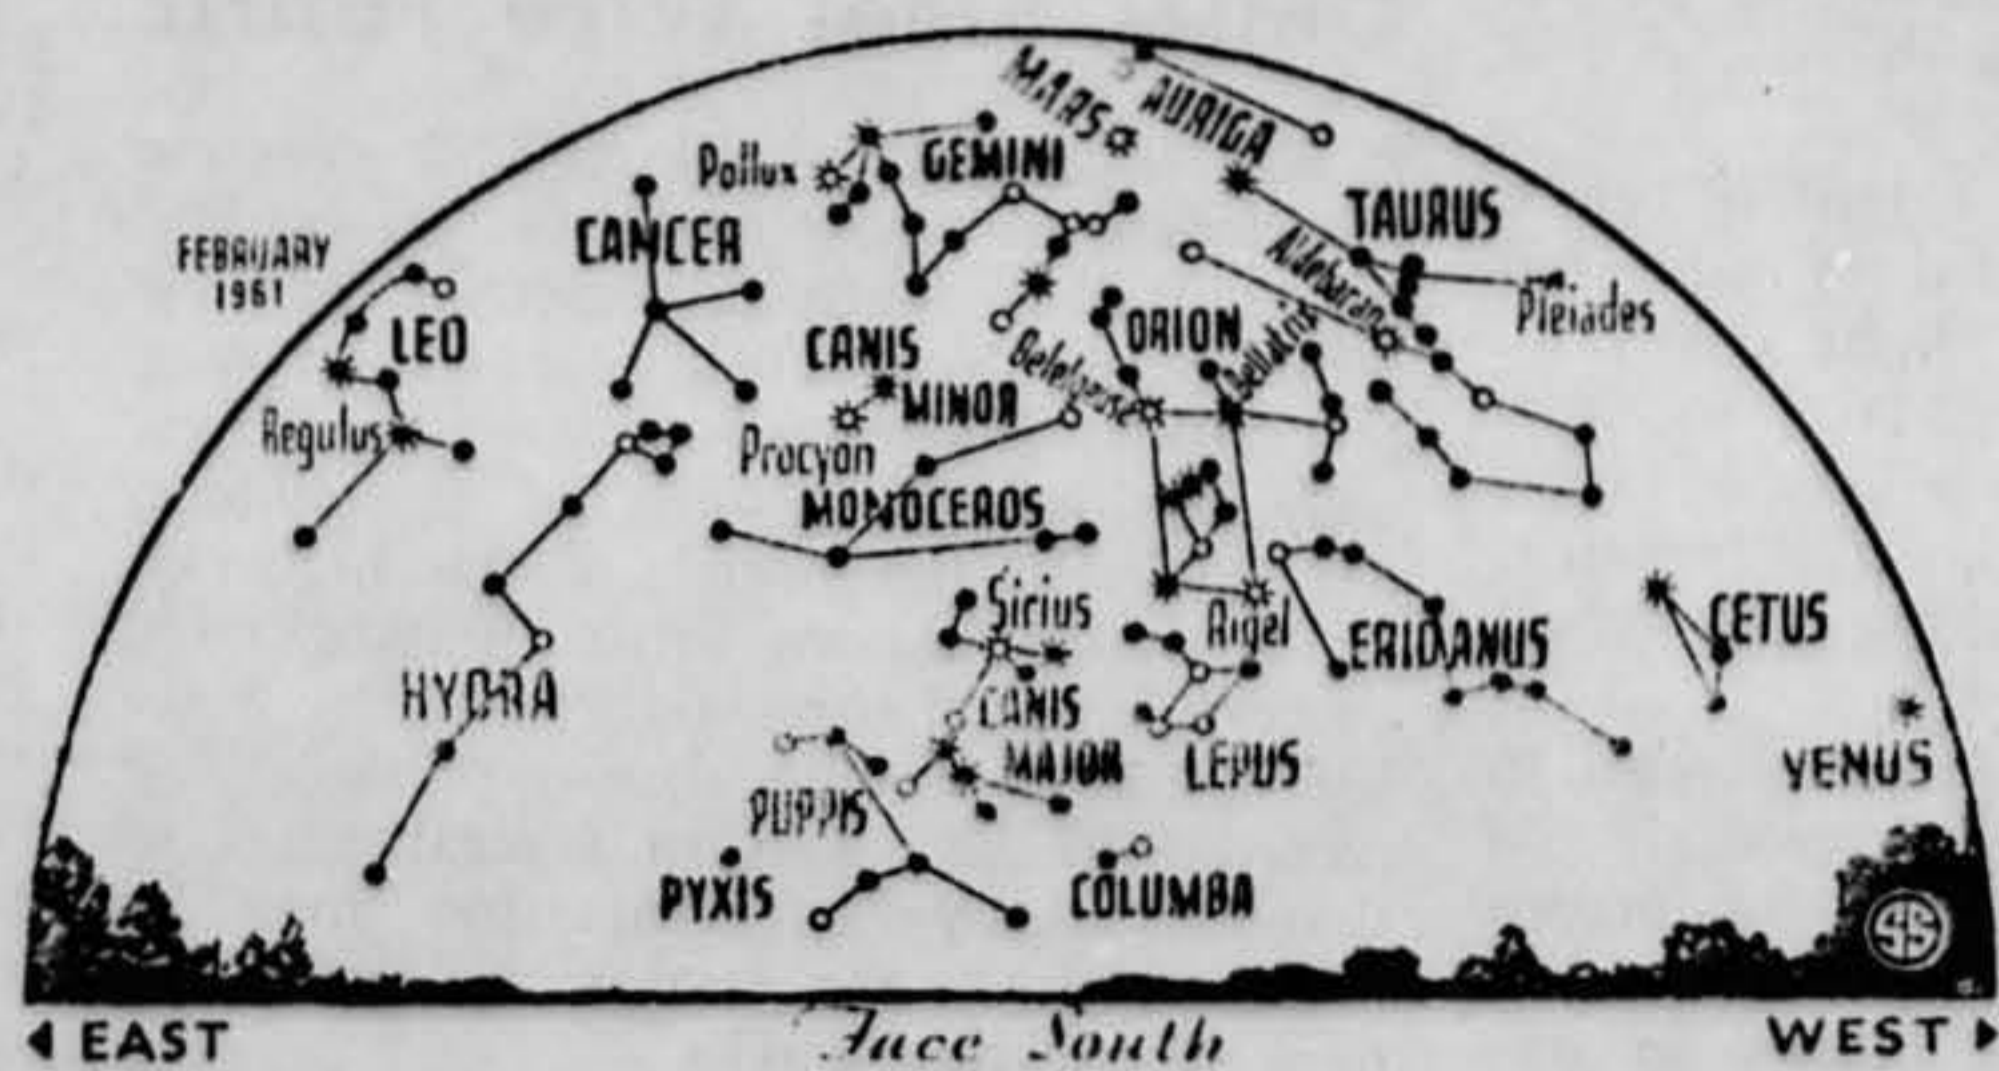 MARS
AURIGA
Pollux
GEMINI
TAURUS
CANCER
FEBRUARY
1961
Aldebaran
Pleiades
LEO
CANIS
MINOR
ORION
Bellatrix
Betelgeuse
Regulus
Procyon
MONOCEROS
Sirius
Rigel
ERIDANUS
CETUS
HYDRA
CANIS
MAJOR
LEPUS
VENUS
PUPPIS
PYXIS
COLUMBA
SS
EAST
Face South
WEST